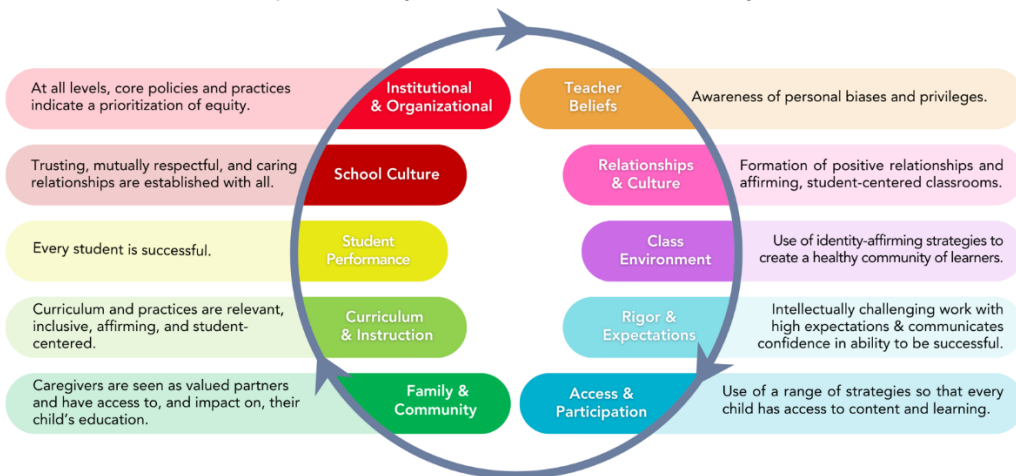 At all levels, core policies and practices
indicate a prioritization of equity.
Institutional
& Organizational
Teacher
Beliefs
Awareness of personal biases and privileges.
Trusting, mutually respectful, and caring
relationships are established with all.
School Culture
Relationships
& Culture
Formation of positive relationships and
affirming, student-centered classrooms.
Every student is successful.
Student
Performance
Class
Environment
Use of identity-affirming strategies to
create a healthy community of learners.
Curriculum and practices are relevant,
inclusive, affirming, and student-
centered.
Curriculum
& Instruction
Rigor &
Expectations
Intellectually challenging work with
high expectations & communicates
confidence in ability to be successful.
Caregivers are seen as valued partners
and have access to, and impact on, their
child's education.
Family &
Community
Access &
Participation
Use of a range of strategies so that every
child has access to content and learning.